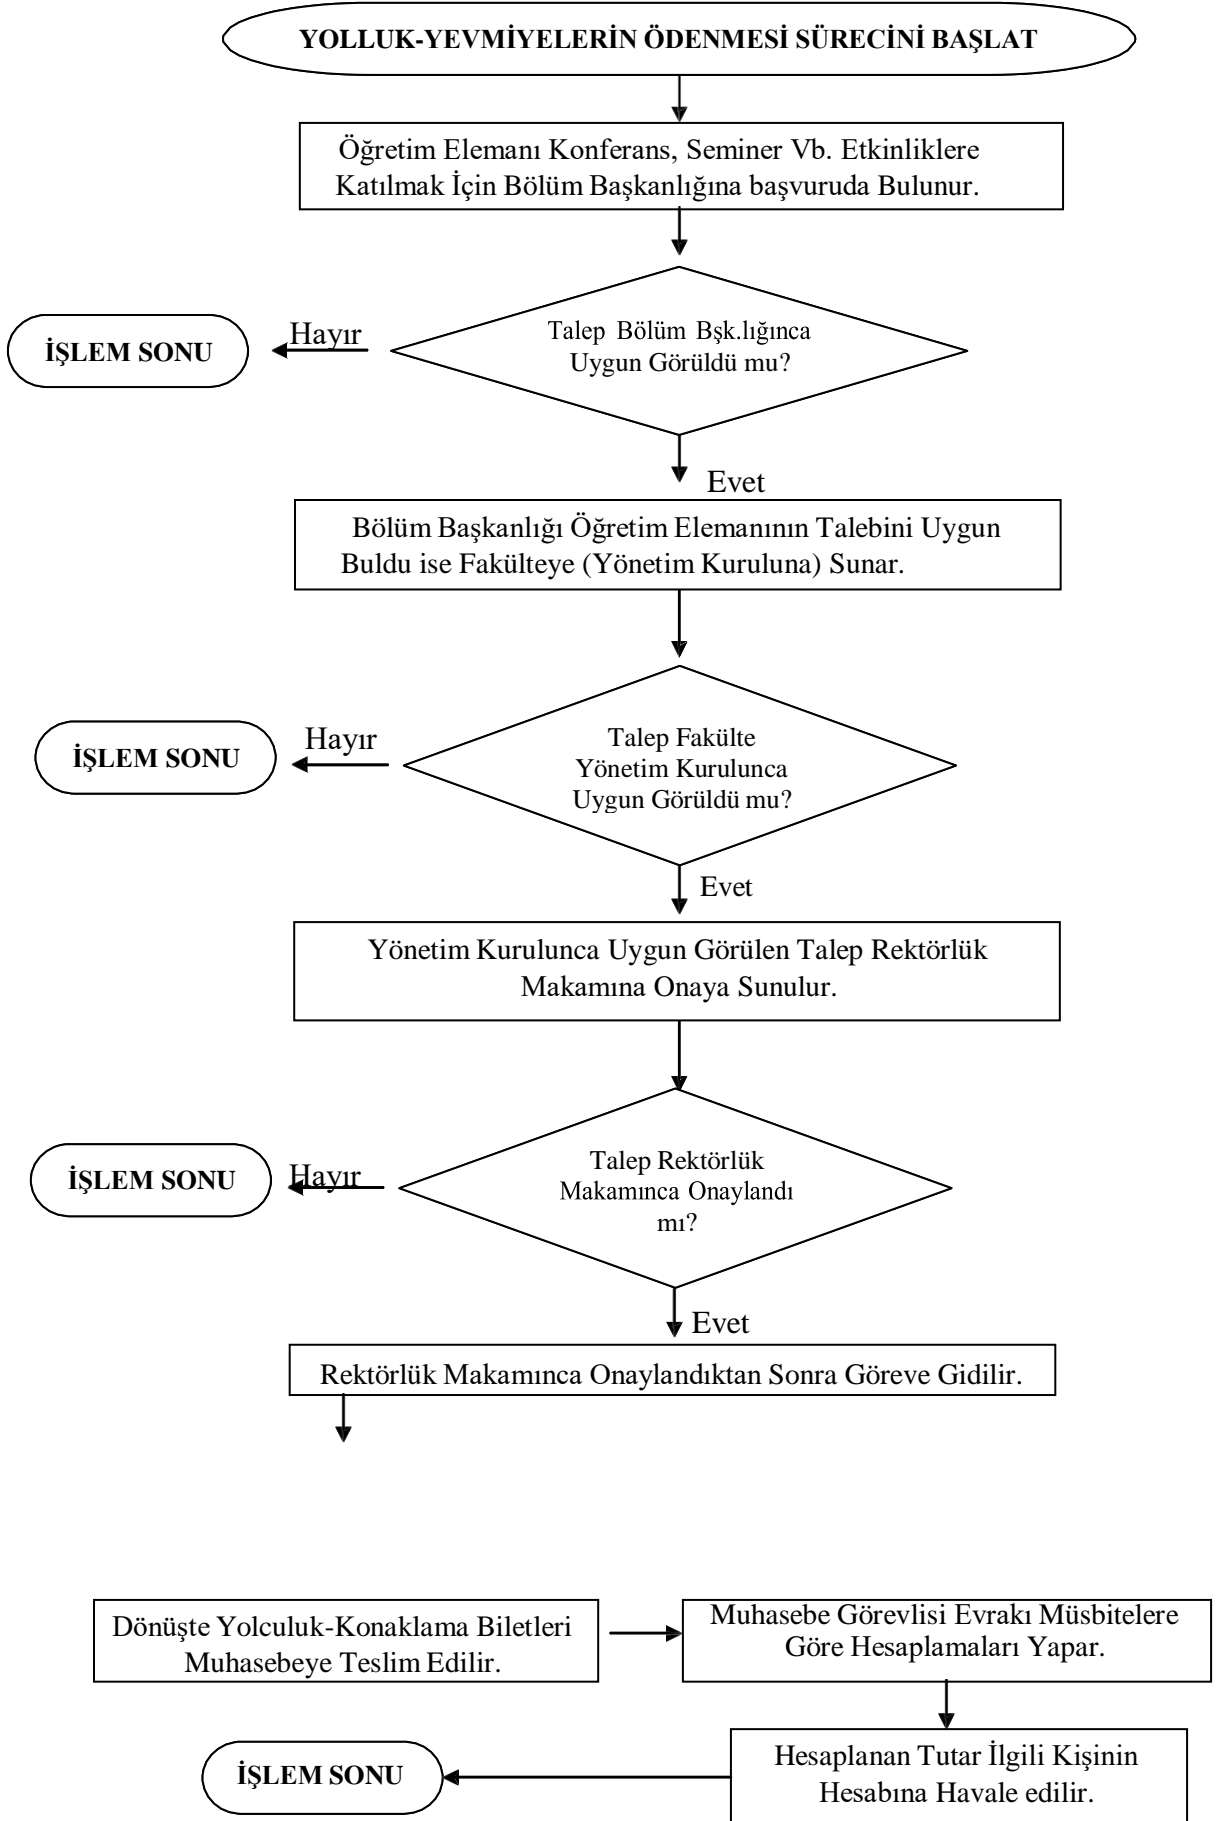 YOLLUK-YEVMİYELERİN ÖDENMESİ SÜRECİNİ BAŞLAT
Öğretim Elemanı Konferans, Seminer Vb. Etkinliklere
Katılmak İçin Bölüm Başkanlığına başvuruda Bulunur.
Talep Bölüm Bşk.lığınca
Uygun Görüldü mu?
Hayır
İŞLEM SONU
Evet
Bölüm Başkanlığı Öğretim Elemanının Talebini Uygun
Buldu ise Fakülteye (Yönetim Kuruluna) Sunar.
Talep Fakülte
Yönetim Kurulunca
Uygun Görüldü mu?
Hayır
İŞLEM SONU
Evet
Yönetim Kurulunca Uygun Görülen Talep Rektörlük
Makamına Onaya Sunulur.
Talep Rektörlük
Makamınca Onaylandı
mı?
Hayır
İŞLEM SONU
Evet
Rektörlük Makamınca Onaylandıktan Sonra Göreve Gidilir.
Dönüşte Yolculuk-Konaklama Biletleri
Muhasebeye Teslim Edilir.
Muhasebe Görevlisi Evrakı Müsbitelere
Göre Hesaplamaları Yapar.
Hesaplanan Tutar İlgili Kişinin
Hesabına Havale edilir.
İŞLEM SONU